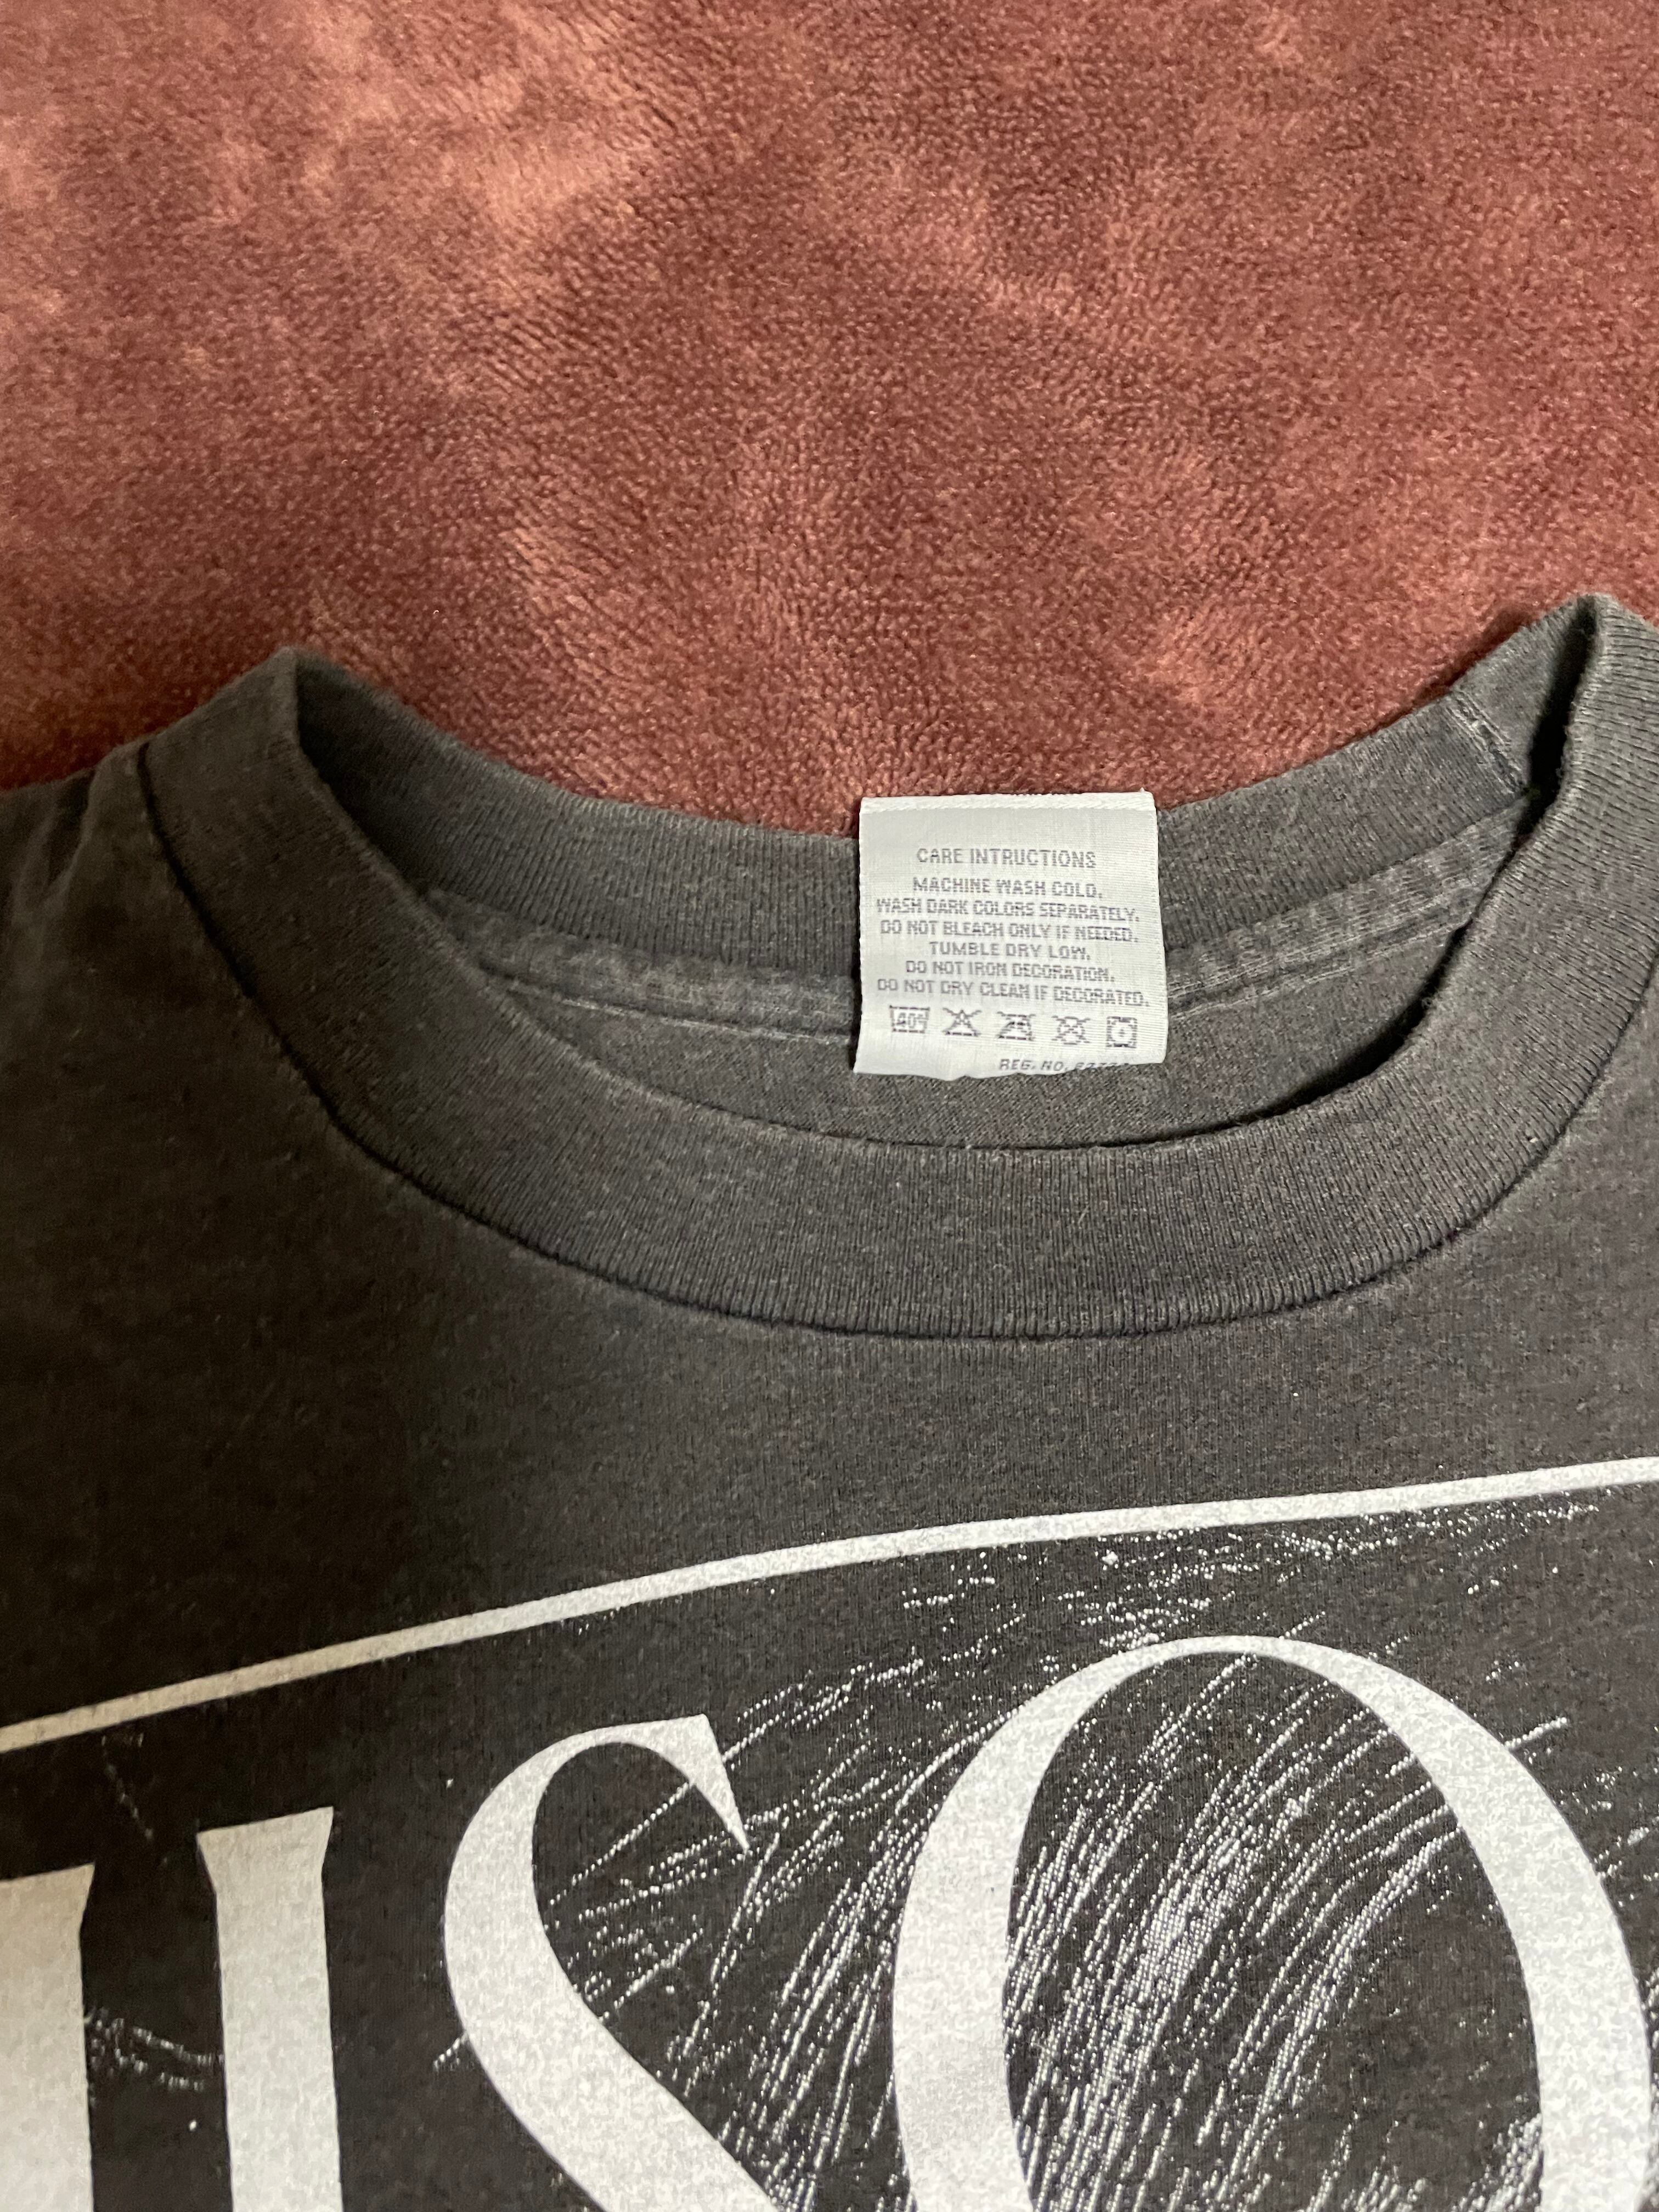 CARE INTRUCTIONS
MACHINE WASH COLD.
WASH DARK COLORS SEPARATELY.
DO NOT BLEACH ONLY IF NEEDED.
TUMBLE DRY LOW.
DO NOT IRON DECORATION.
DO NOT DRY CLEAN IF DECORATED.
40°
REG. NO.
SO